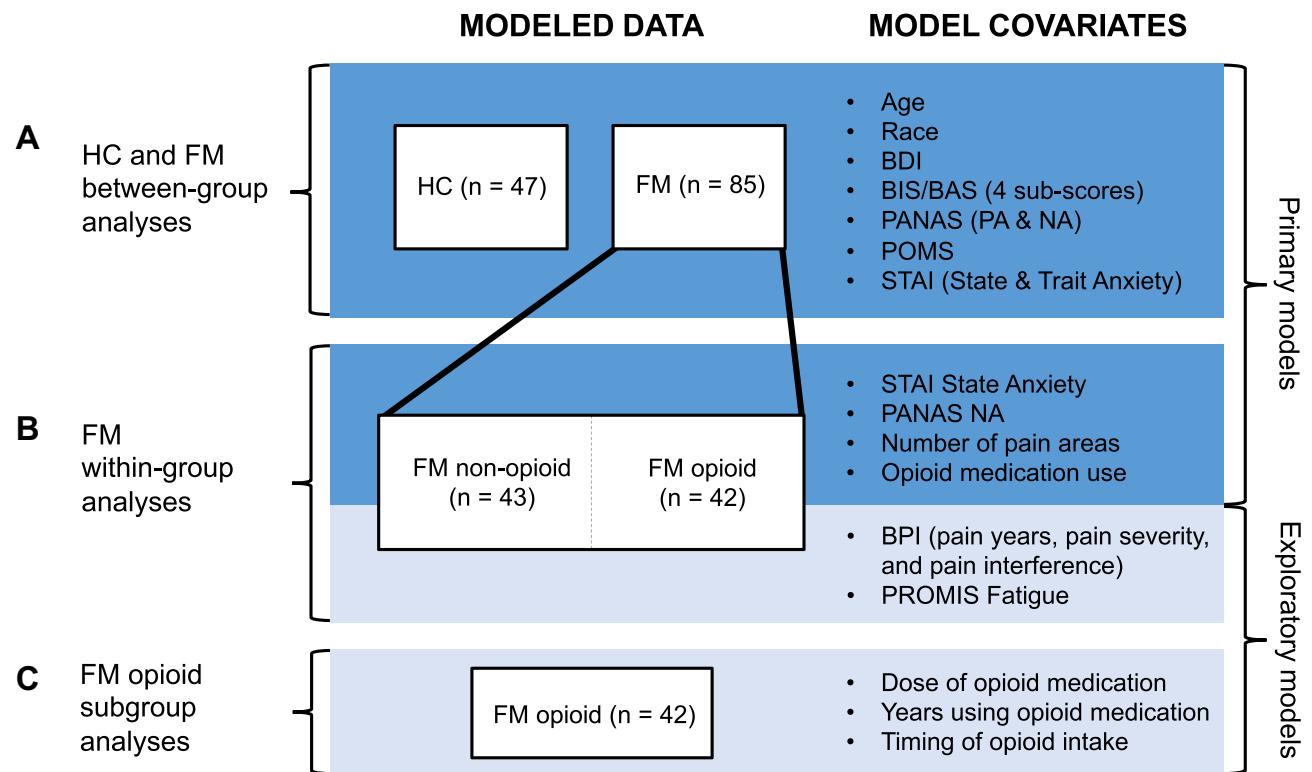 MODELED DATA
MODEL COVARIATES
A
HC and FM
between-group
analyses
HC (n = 47)
FM (n = 85)
• Age
• Race
• BDI
• BIS/BAS (4 sub-scores)
• PANAS (PA & NA)
• POMS
• STAI (State & Trait Anxiety)
Primary models
B
FM
within-group
analyses
FM non-opioid
(n = 43)
FM opioid
(n = 42)
• STAI State Anxiety
• PANAS NA
• Number of pain areas
• Opioid medication use
• BPI (pain years, pain severity,
and pain interference)
• PROMIS Fatigue
Exploratory models
C
FM opioid
subgroup
analyses
FM opioid (n = 42)
• Dose of opioid medication
• Years using opioid medication
• Timing of opioid intake